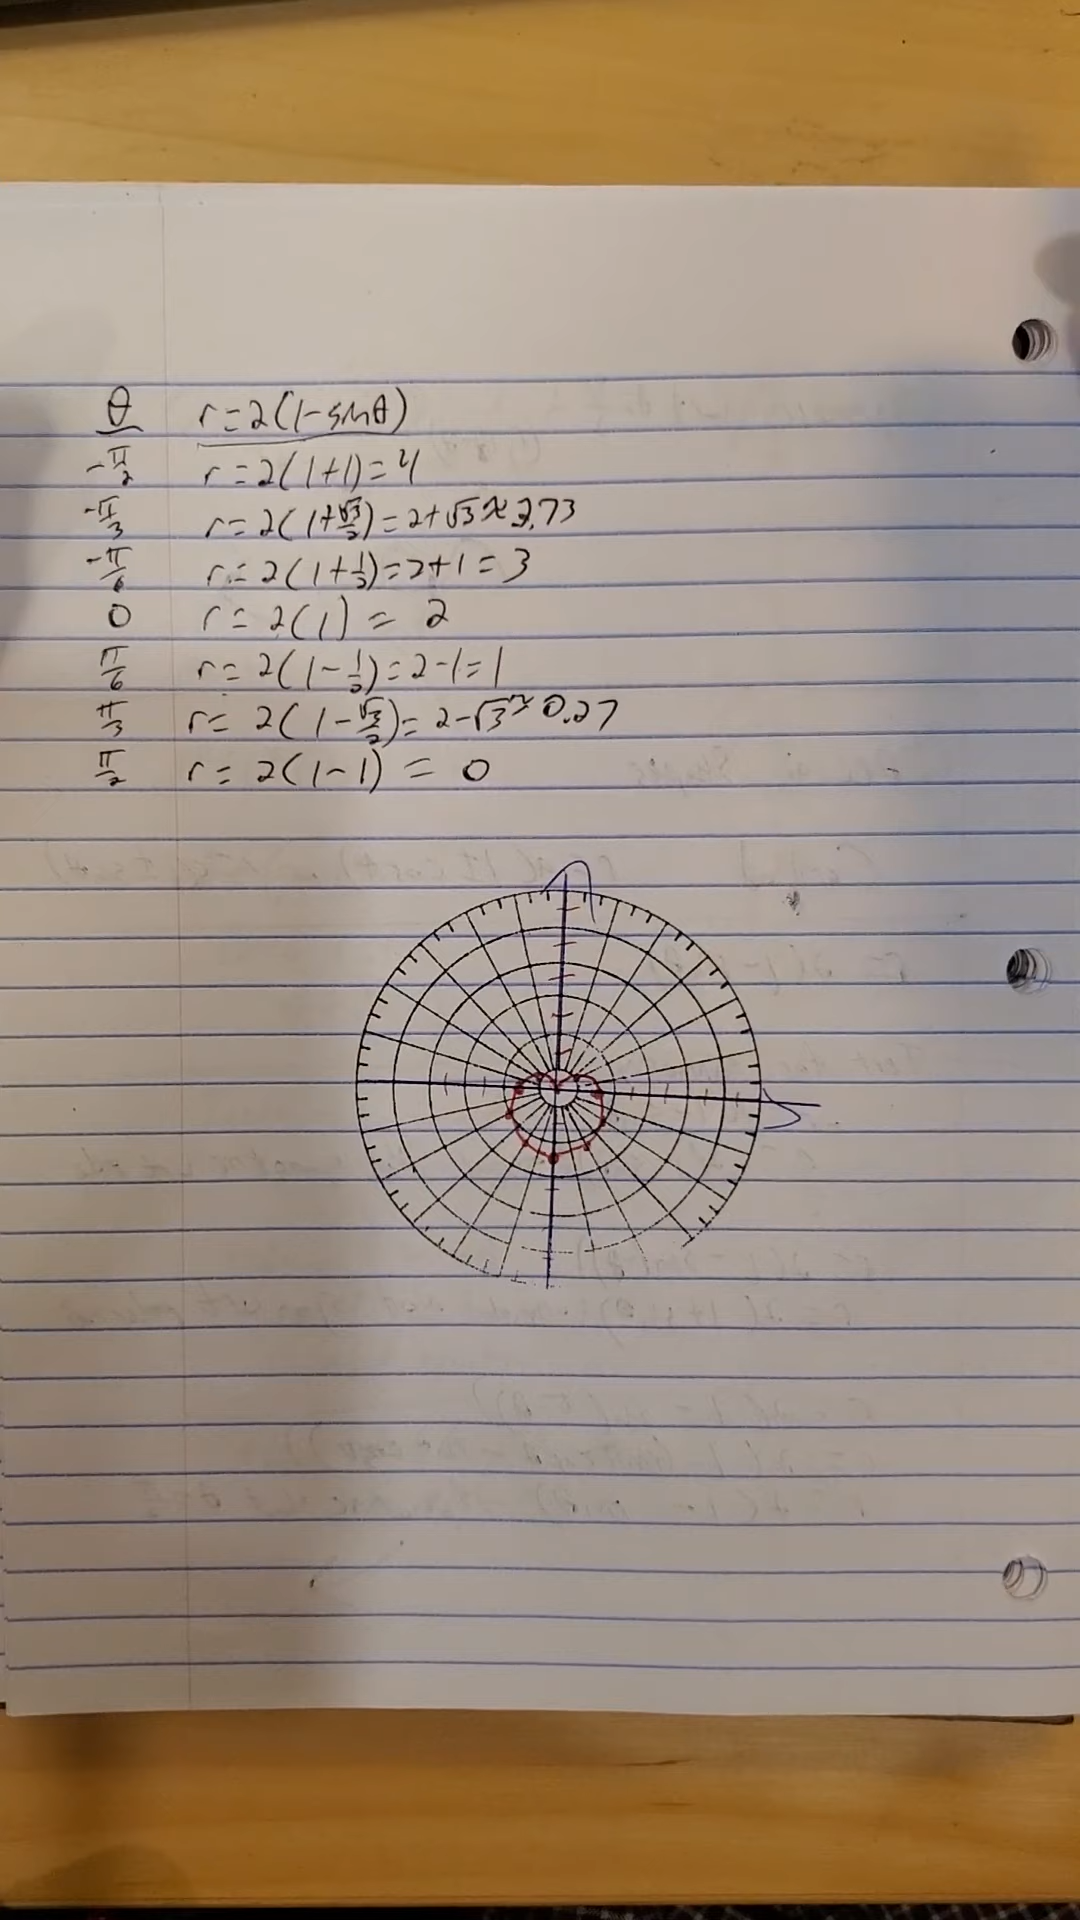 θ r=2(1-sinθ)
-π/2 r=2(1+1)=4
-π/3 r=2(1+√3/2)=2+√3≈3.73
-π/6 r=2(1+1/2)=2+1=3
0 r=2(1)=2
π/6 r=2(1-1/2)=2-1=1
π/3 r=2(1-√3/2)=2-√3≈0.27
π/2 r=2(1-1)=0